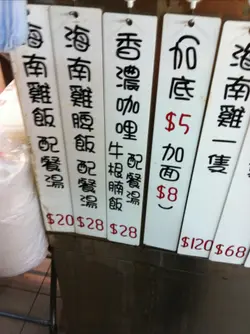 海南雞飯 配餐湯
$20
海南雞髀飯 配餐湯
$28
香濃咖哩牛根腩飯 配餐湯
$28
加底$5 加面$8)
$120
海南雞一隻
$68